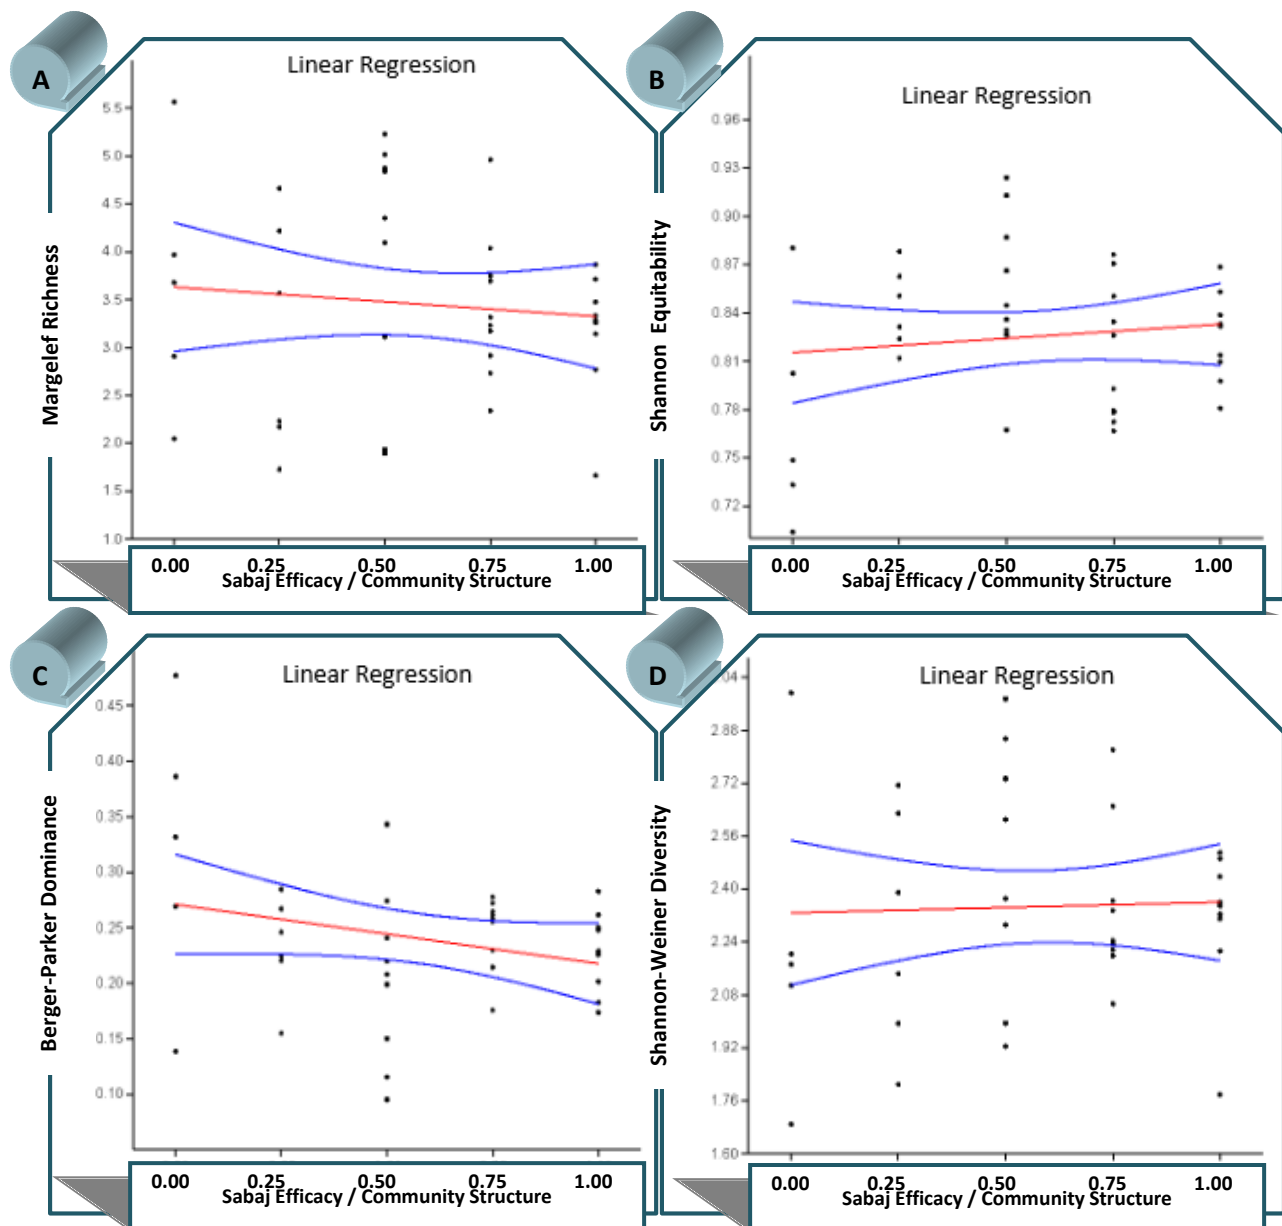 A
Linear Regression
Margelef Richness
5.5
5.0
4.5
4.0
3.5
3.0
2.5
2.0
1.5
1.0
0.00 0.25 0.50 0.75 1.00
Sabaj Efficacy / Community Structure
B
Linear Regression
Shannon Equitability
0.96
0.93
0.90
0.87
0.84
0.81
0.78
0.75
0.72
0.00 0.25 0.50 0.75 1.00
Sabaj Efficacy / Community Structure
C
Linear Regression
Berger-Parker Dominance
0.45
0.40
0.35
0.30
0.25
0.20
0.15
0.10
0.00 0.25 0.50 0.75 1.00
Sabaj Efficacy / Community Structure
D
Linear Regression
Shannon-Weiner Diversity
04
2.88
2.72
2.56
2.40
2.24
2.08
1.92
1.76
1.60
0.00 0.25 0.50 0.75 1.00
Sabaj Efficacy / Community Structure